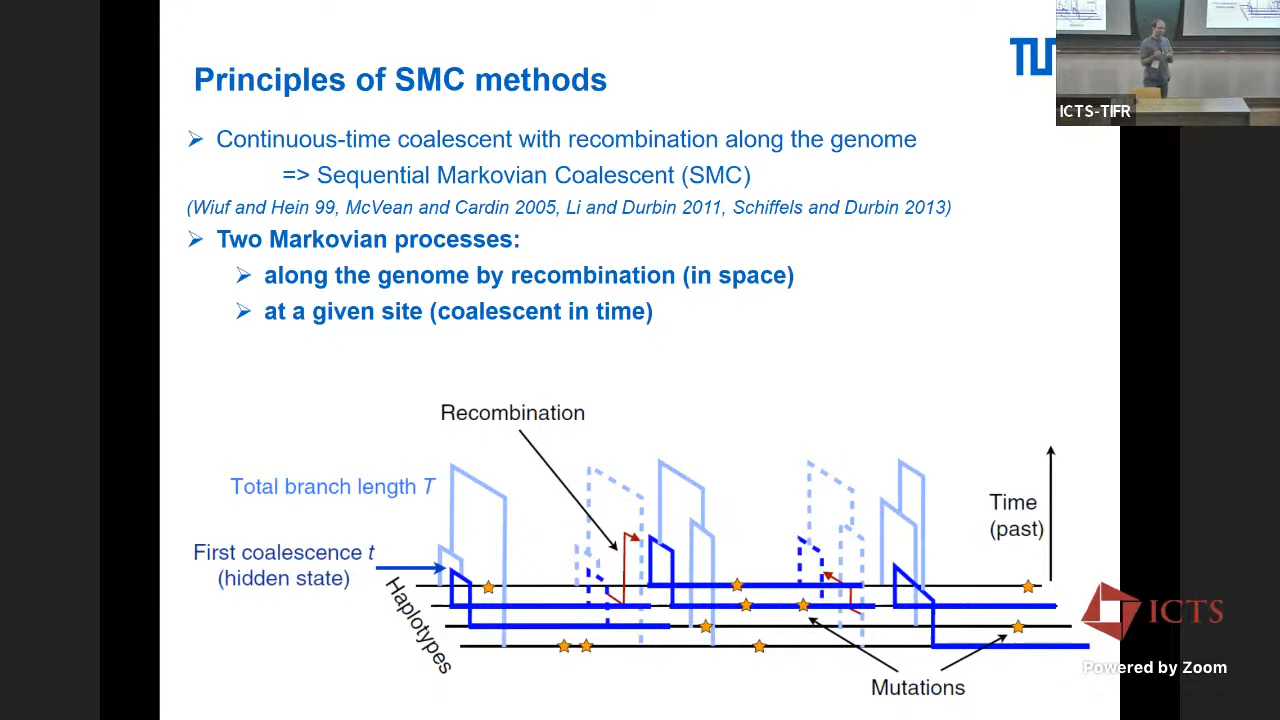 TU
ICTS-TIFR
Principles of SMC methods
➢ Continuous-time coalescent with recombination along the genome
=> Sequential Markovian Coalescent (SMC)
(Wiuf and Hein 99, McVean and Cardin 2005, Li and Durbin 2011, Schiffels and Durbin 2013)
➢ Two Markovian processes:
➢ along the genome by recombination (in space)
➢ at a given site (coalescent in time)
Recombination
Total branch length T
Time
(past)
First coalescence t
(hidden state)
Haplotypes
Mutations
ICTS
Powered by Zoom